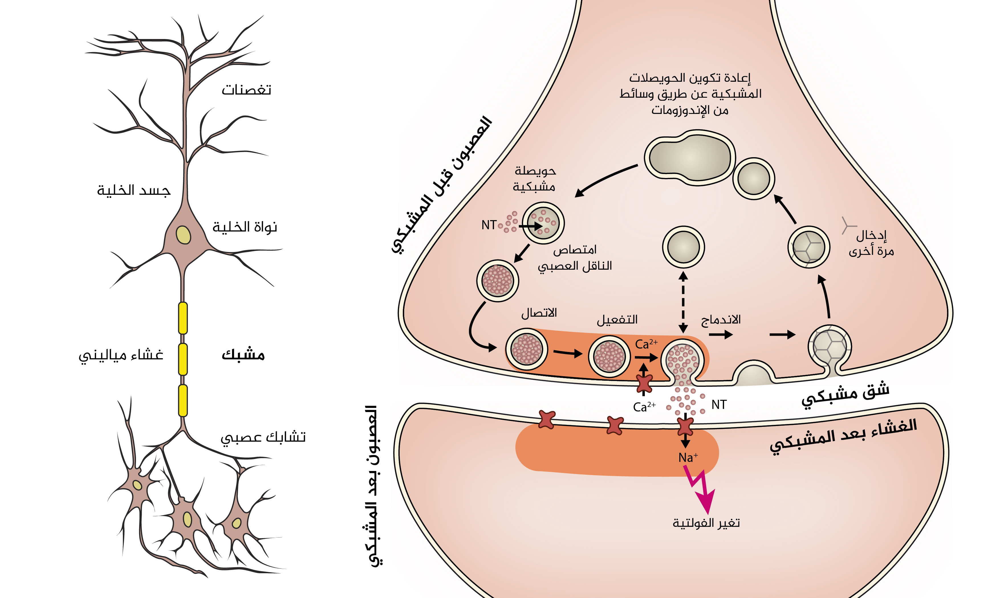 تغصنات
جسد الخلية
نواة الخلية
غشاء مياليني
مشبك
تشابك عصبي
إعادة تكوين الحويصلات
المشبكية عن طريق وسائط
من الإندوزومات
العصبون قبل المشبكي
حويصلة
مشبكية
NT
امتصاص
الناقل العصبي
إدخال
مرة أخرى
الاتصال
التفعيل
الاندماج
Ca²⁺
Ca²⁺
NT
شق مشبكي
الغشاء بعد المشبكي
العصبون بعد المشبكي
Na⁺
تغير الفولتية